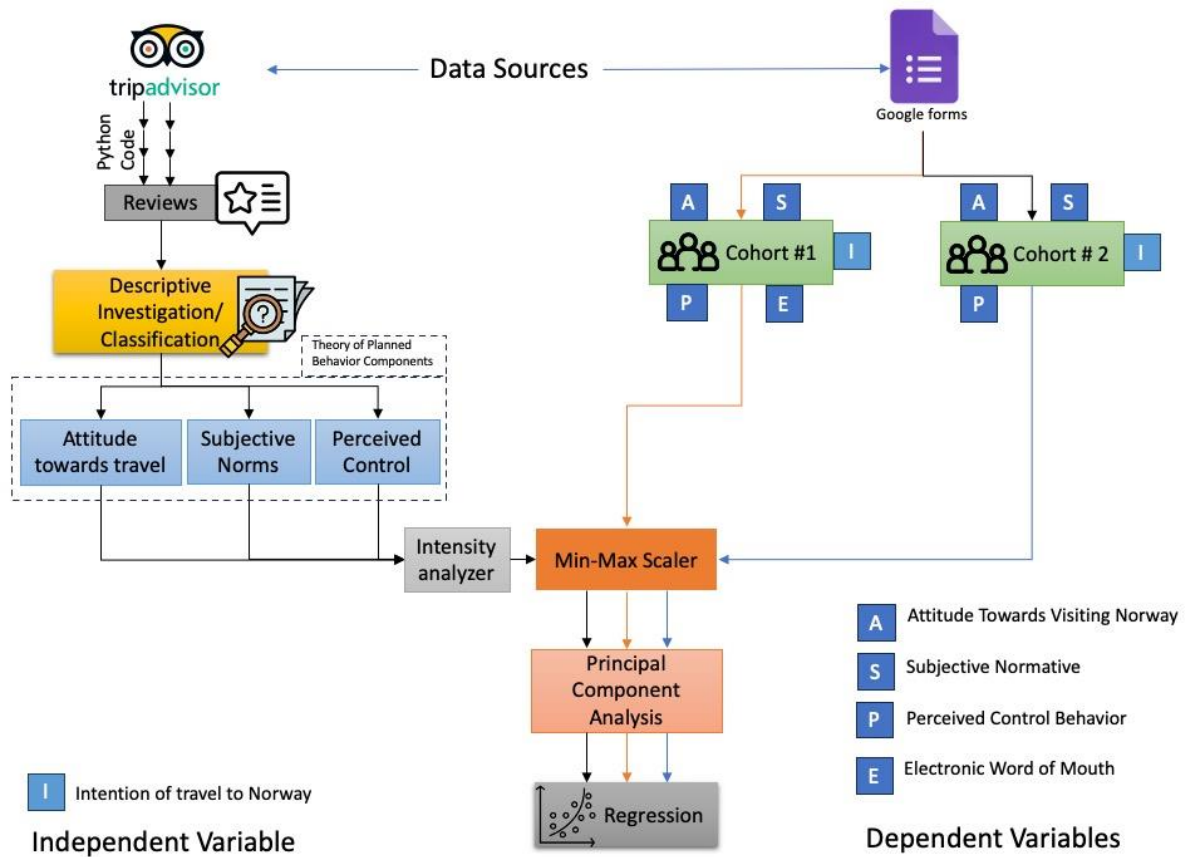 tripadvisor
Data Sources
Google forms
Python
Code
Reviews
A
S
Cohort #1
I
P
E
A
S
Cohort # 2
I
P
Descriptive
Investigation/
Classification
?
Theory of Planned
Behavior Components
Attitude
towards travel
Subjective
Norms
Perceived
Control
Intensity
analyzer
Min-Max Scaler
Principal
Component
Analysis
Regression
A
Attitude Towards Visiting Norway
S
Subjective Normative
P
Perceived Control Behavior
E
Electronic Word of Mouth
I
Intention of travel to Norway
Independent Variable
Dependent Variables